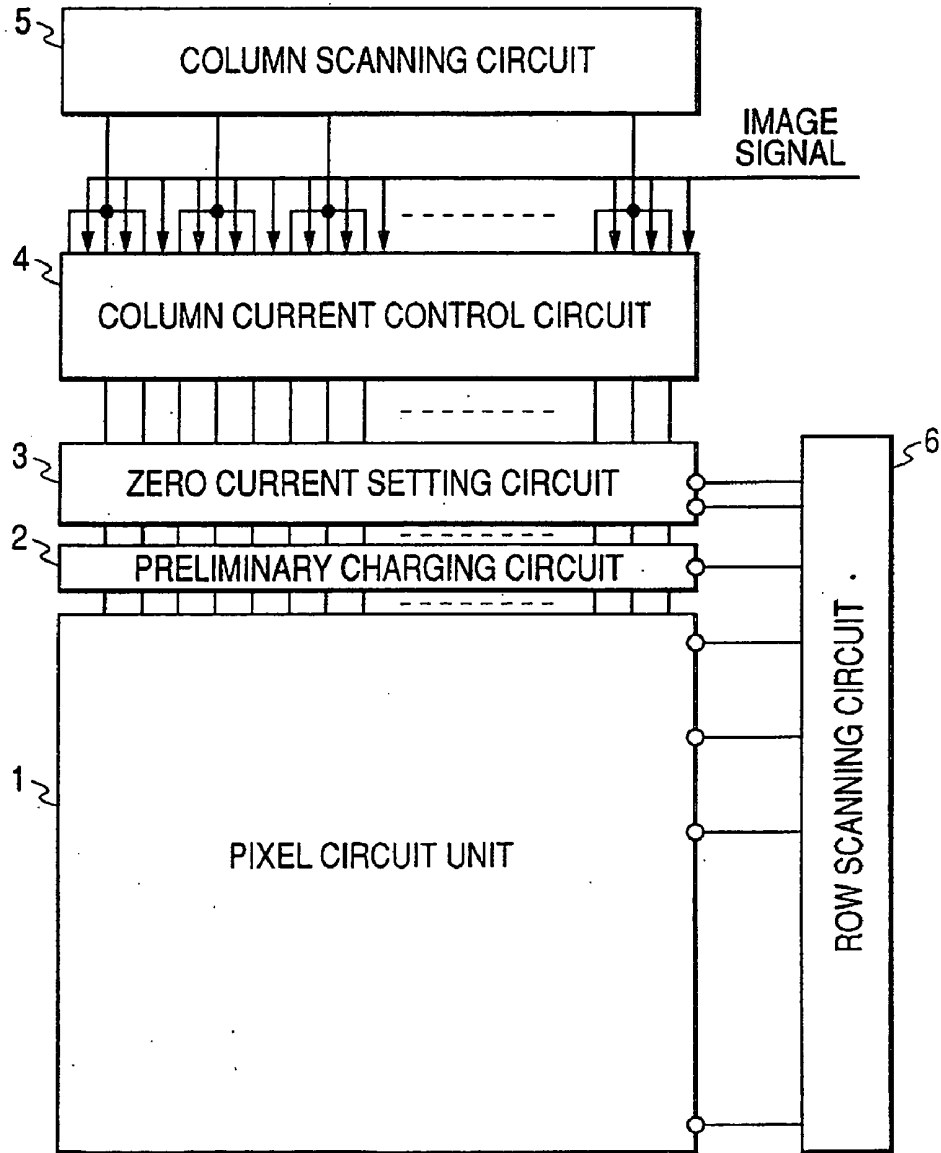 5
COLUMN SCANNING CIRCUIT
IMAGE
SIGNAL
4
COLUMN CURRENT CONTROL CIRCUIT
3
ZERO CURRENT SETTING CIRCUIT
6
2
PRELIMINARY CHARGING CIRCUIT
1
PIXEL CIRCUIT UNIT
ROW SCANNING CIRCUIT